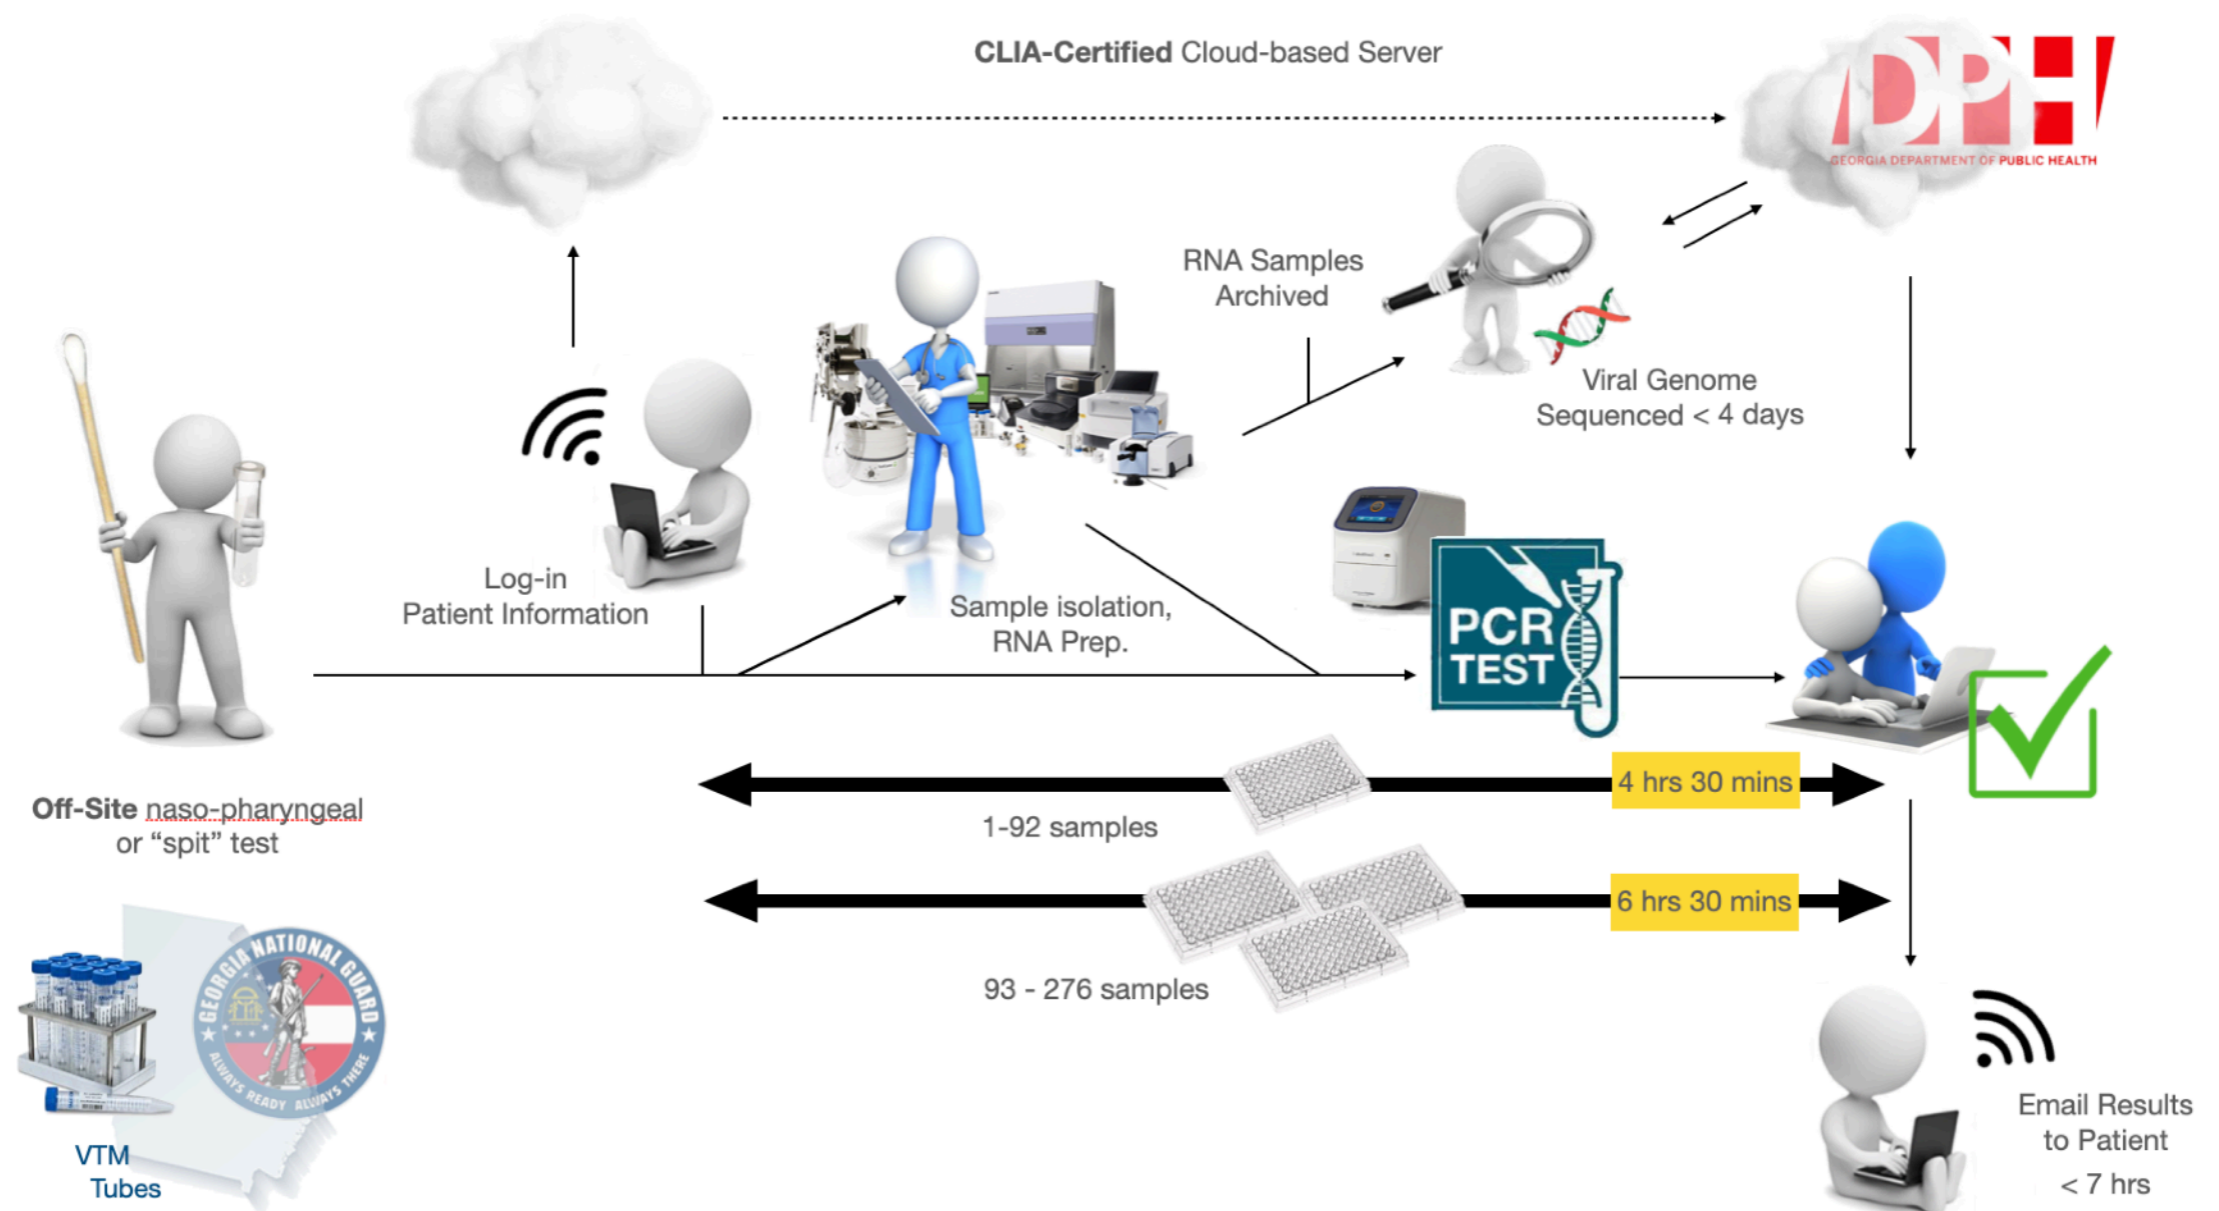 CLIA-Certified Cloud-based Server
DPH
GEORGIA DEPARTMENT OF PUBLIC HEALTH
RNA Samples
Archived
Viral Genome
Sequenced < 4 days
Log-in
Patient Information
Sample isolation,
RNA Prep.
PCR
TEST
4 hrs 30 mins
1-92 samples
6 hrs 30 mins
93 - 276 samples
Off-Site naso-pharyngeal
or “spit” test
GEORGIA NATIONAL GUARD
ALWAYS READY ALWAYS THERE
VTM
Tubes
Email Results
to Patient
< 7 hrs